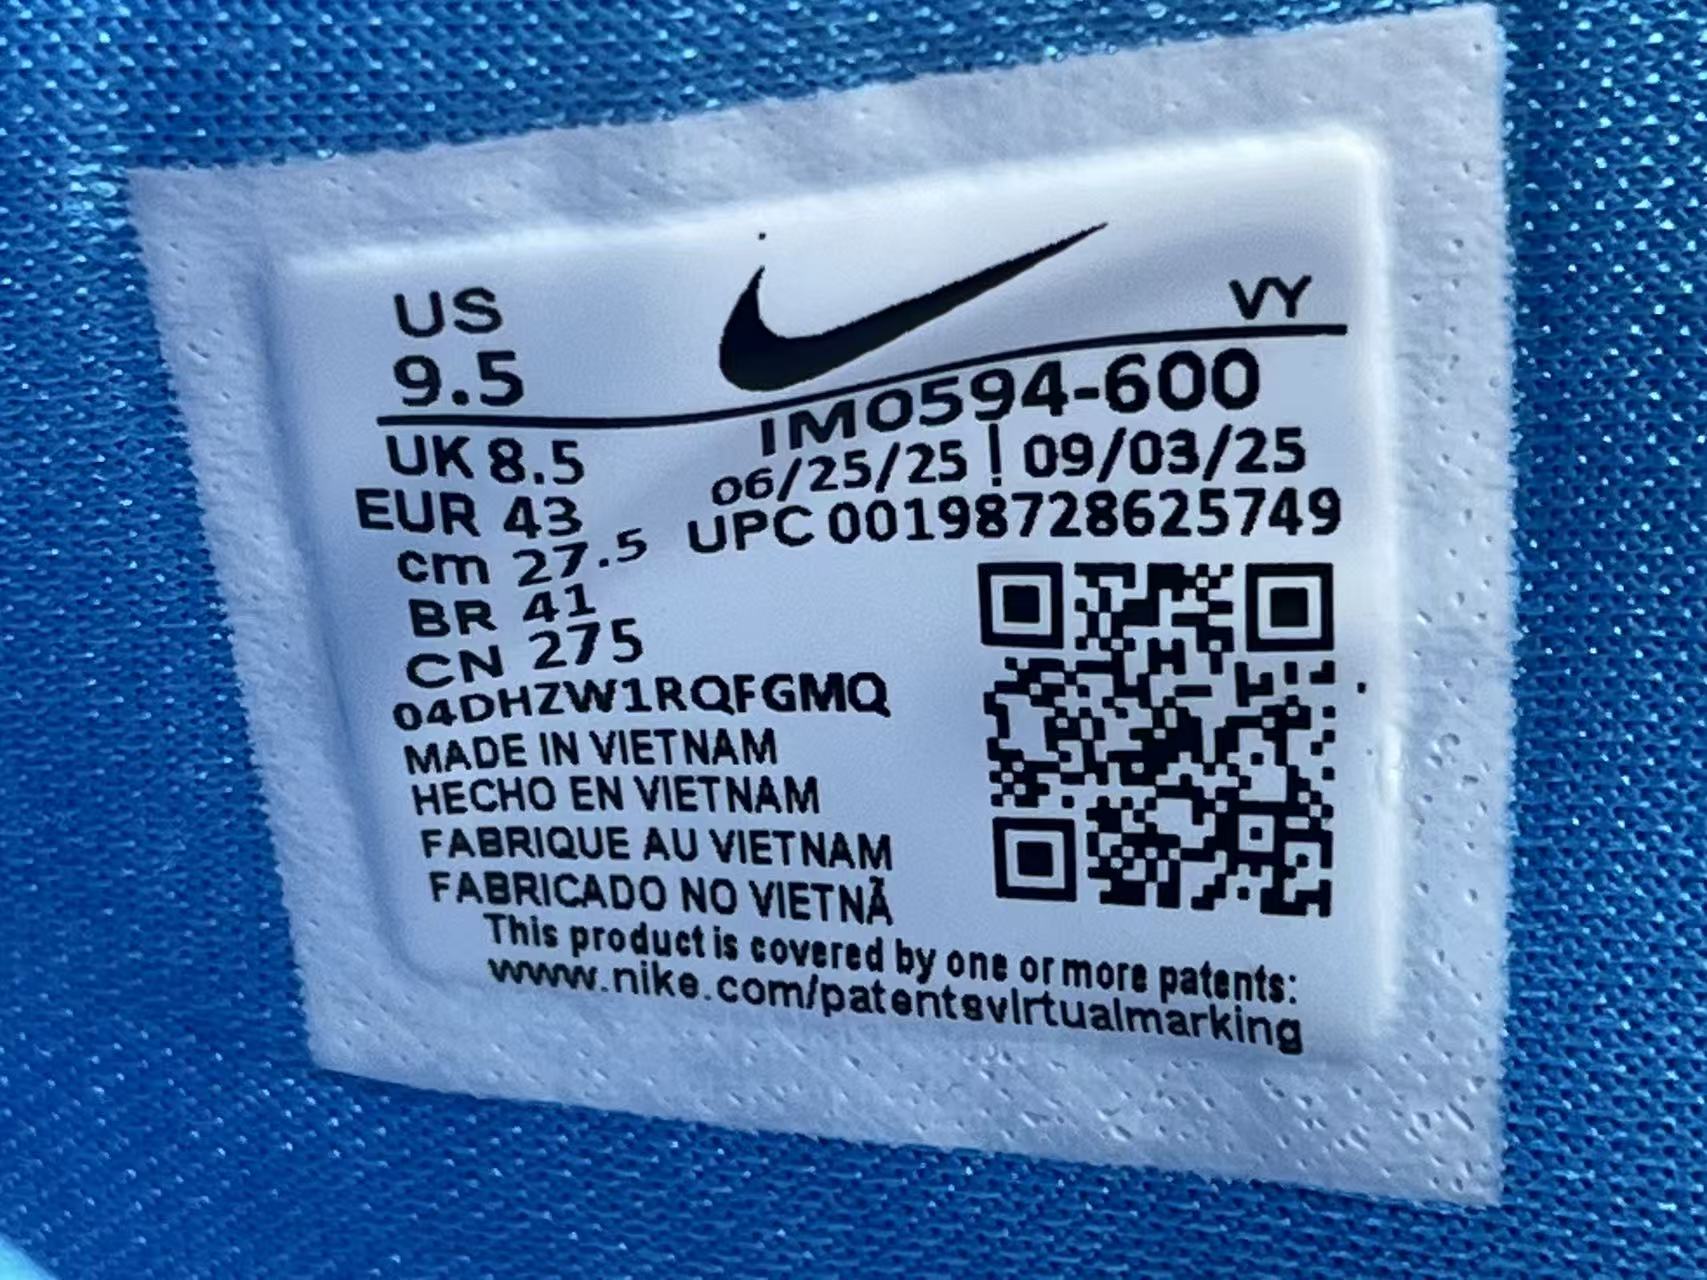 US
9.5
VY
UK 8.5
EUR 43
cm 27.5
BR 41
CN 275
IM0594-600
06/25/25 | 09/03/25
UPC 00198728625749
04DHZW1RQFGMQ
MADE IN VIETNAM
HECHO EN VIETNAM
FABRIQUE AU VIETNAM
FABRICADO NO VIETNÃ
This product is covered by one or more patents:
www.nike.com/patentsvirtualmarking